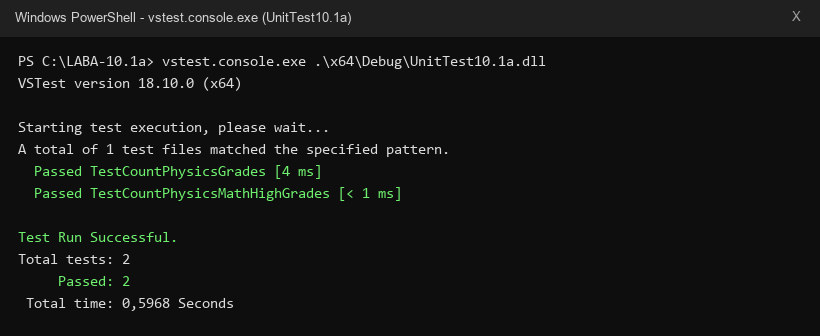 Windows PowerShell - vstest.console.exe (UnitTest10.1a)
X
PS C:\LABA-10.1a> vstest.console.exe .\x64\Debug\UnitTest10.1a.dll
VSTest version 18.10.0 (x64)
Starting test execution, please wait...
A total of 1 test files matched the specified pattern.
Passed TestCountPhysicsGrades [4 ms]
Passed TestCountPhysicsMathHighGrades [< 1 ms]
Test Run Successful.
Total tests: 2
Passed: 2
Total time: 0,5968 Seconds